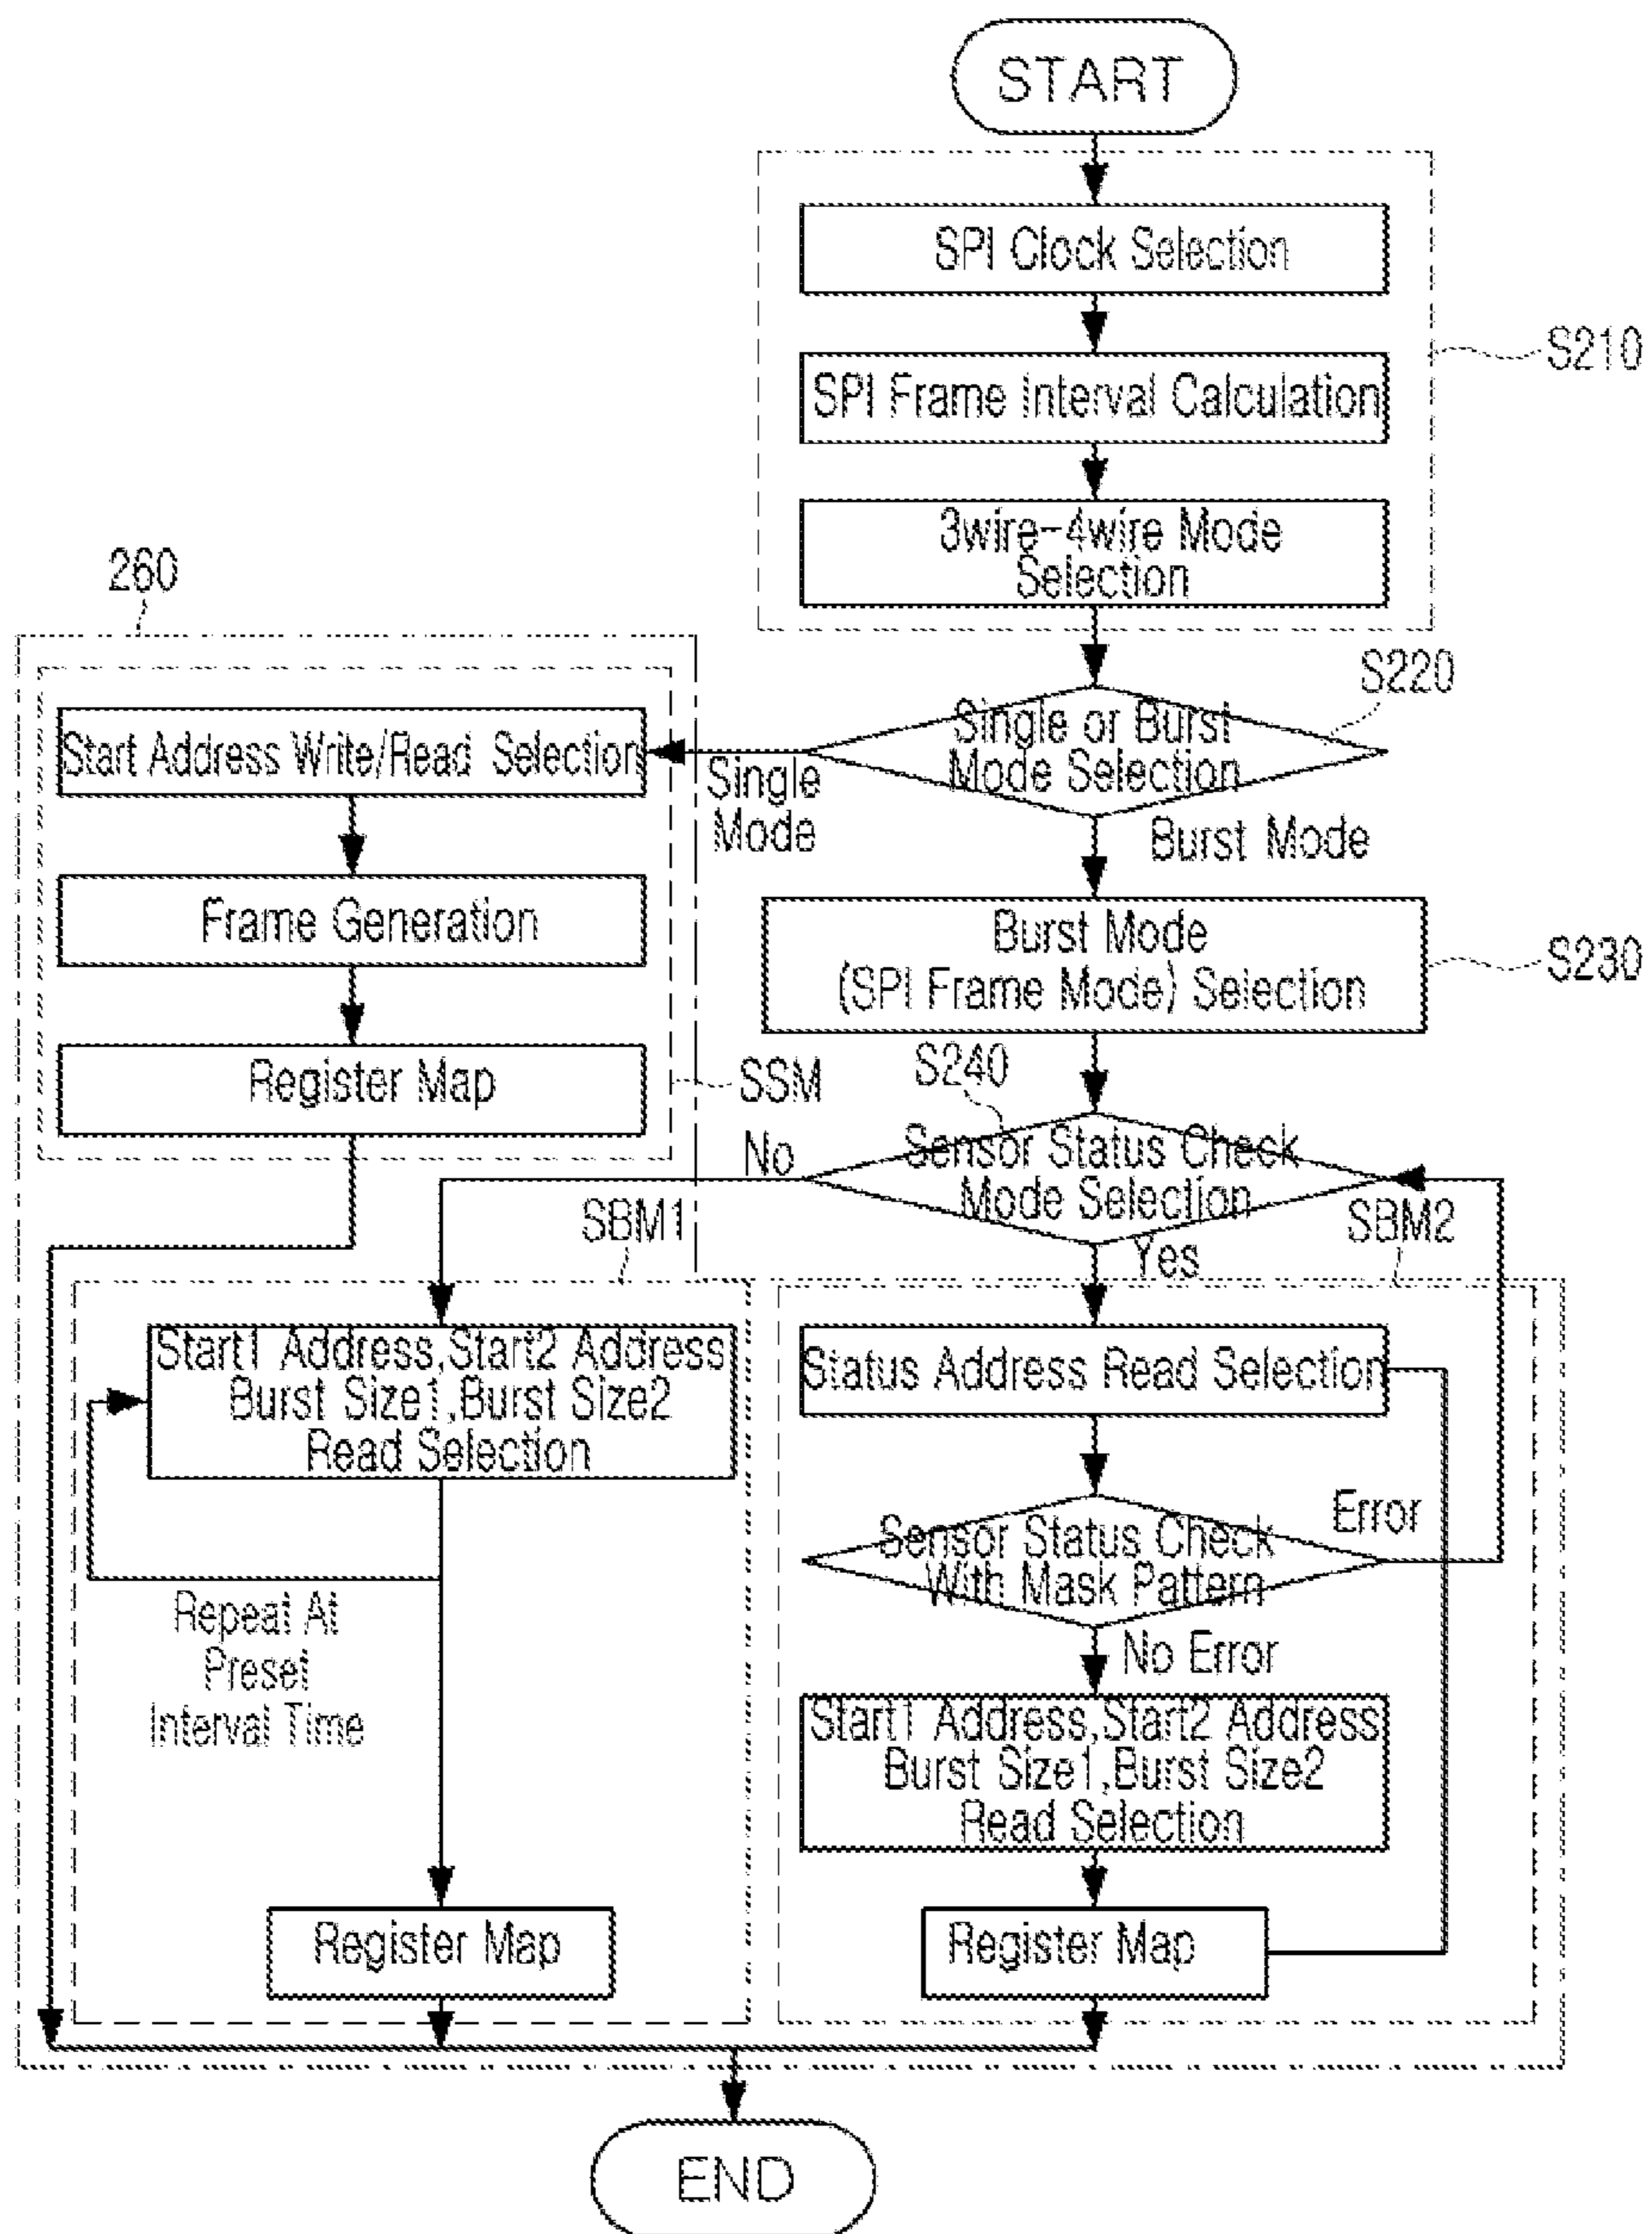 START
SPI Clock Selection
SPI Frame Interval Calculation
S210
3wire-4wire Mode
Selection
260
S220
Start Address Write/Read Selection
Single or Burst
Mode Selection
Single
Mode
Burst Mode
Frame Generation
Burst Mode
(SPI Frame Mode) Selection
S230
Register Map
SSM
S240
Sensor Status Check
Mode Selection
No
Yes
SBM1
SBM2
Start1 Address,Start2 Address
Burst Size1,Burst Size2
Read Selection
Status Address Read Selection
Sensor Status Check
With Mask Pattern
Error
Repeat At
Preset
Interval Time
No Error
Start1 Address,Start2 Address
Burst Size1,Burst Size2
Read Selection
Register Map
Register Map
END